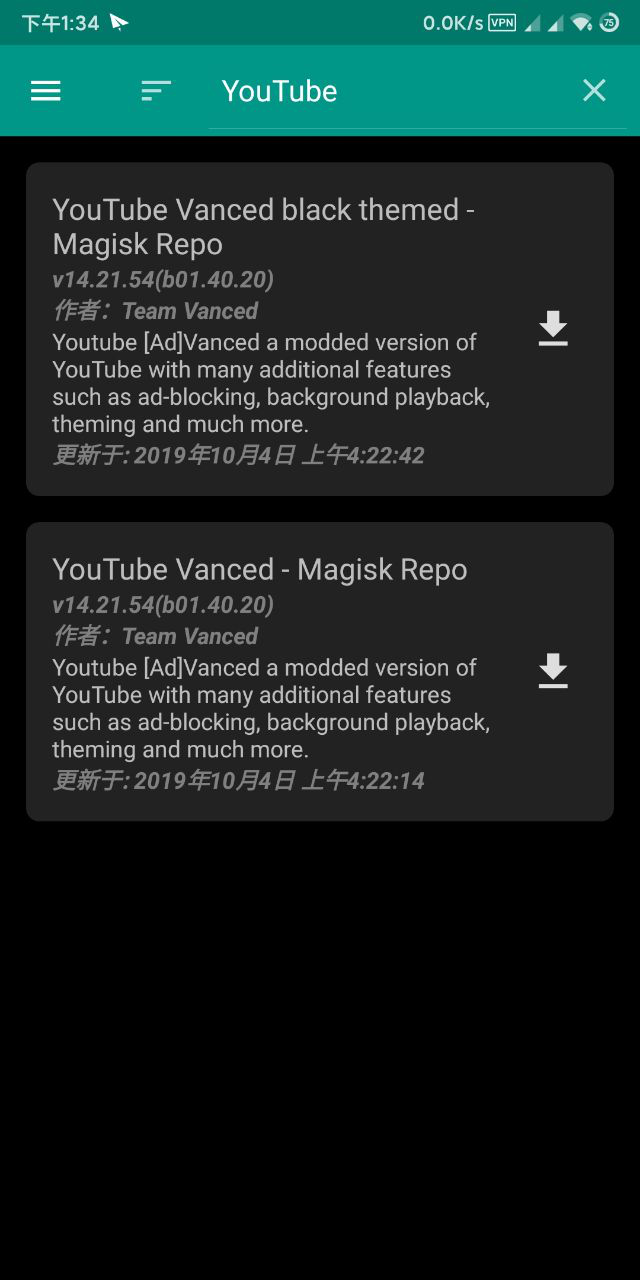 下午1:34 0.0K/s VPN 75
YouTube
YouTube Vanced black themed -
Magisk Repo
v14.21.54(b01.40.20)
作者：Team Vanced
Youtube [Ad]Vanced a modded version of
YouTube with many additional features
such as ad-blocking, background playback,
theming and much more.
更新于: 2019年10月4日 上午4:22:42
YouTube Vanced - Magisk Repo
v14.21.54(b01.40.20)
作者：Team Vanced
Youtube [Ad]Vanced a modded version of
YouTube with many additional features
such as ad-blocking, background playback,
theming and much more.
更新于: 2019年10月4日 上午4:22:14